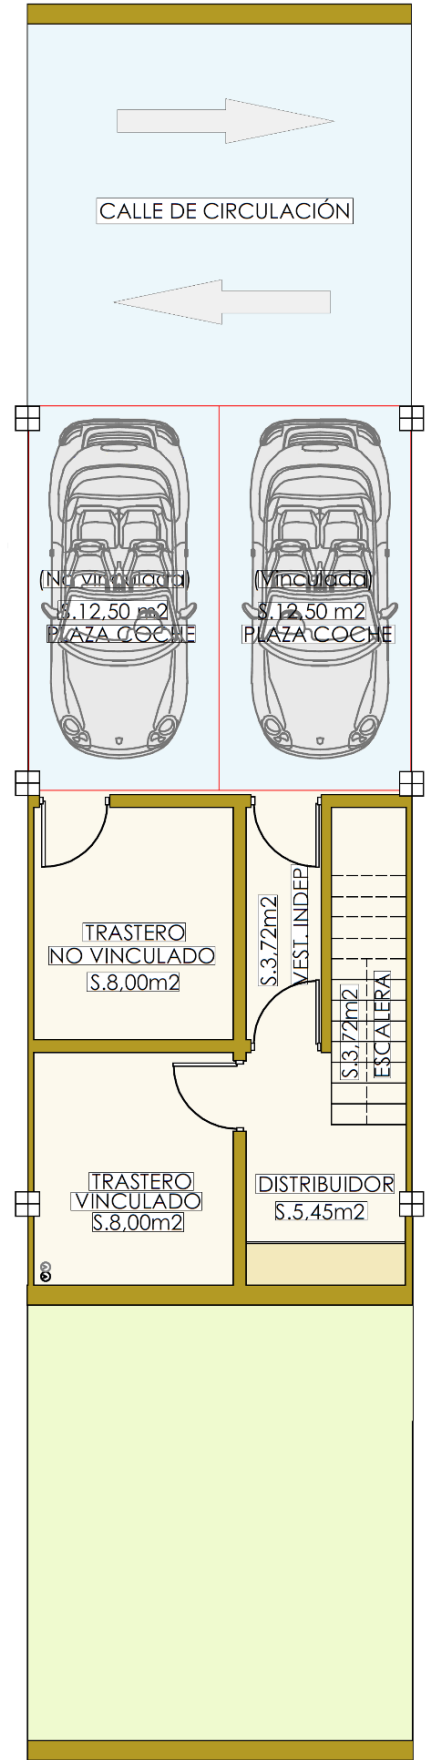 CALLE DE CIRCULACIÓN
(No vinculada)
S.12,50 m2
PLAZA COCHE
(Vinculada)
S.12,50 m2
PLAZA COCHE
TRASTERO
NO VINCULADO
S.8,00m2
S.3,72m2
VEST. INDEP
S.3,72m2
ESCALERA
TRASTERO
VINCULADO
S.8,00m2
DISTRIBUIDOR
S.5,45m2